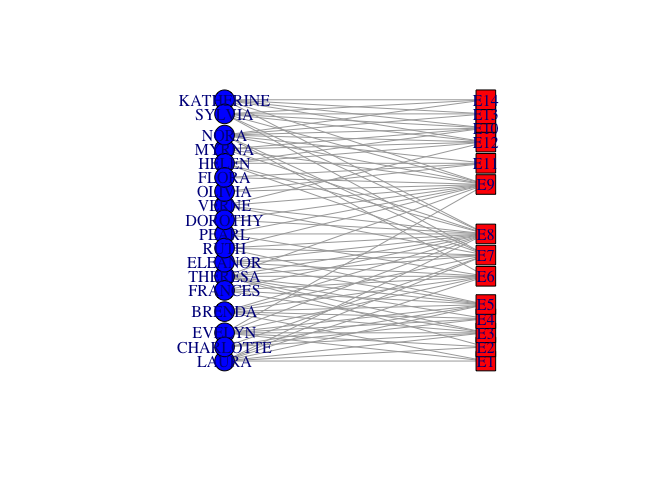 KATHERINE
SYLVIA
NORA
MYRNA
HELEN
FLORA
OLIVIA
VERNE
DOROTHY
PEARL
RUTH
ELEANOR
THERESA
FRANCES
BRENDA
EVELYN
CHARLOTTE
LAURA
E14
E13
E10
E12
E11
E9
E8
E7
E6
E5
E4
E3
E2
E1